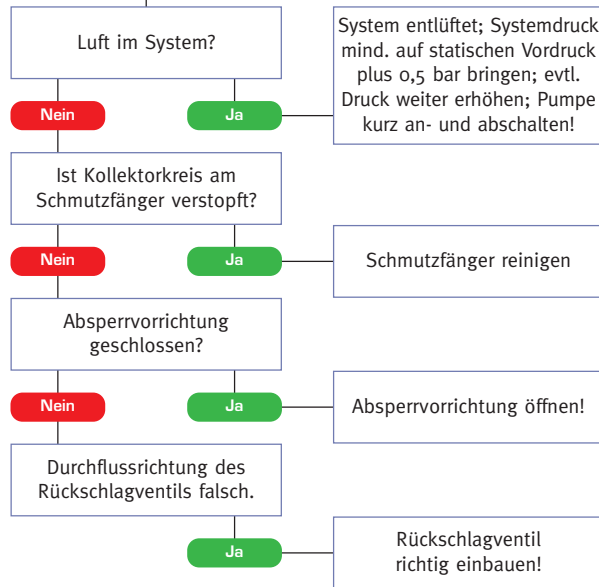 Luft im System?
Nein
Ja
System entlüftet; Systemdruck
mind. auf statischen Vordruck
plus 0,5 bar bringen; evtl.
Druck weiter erhöhen; Pumpe
kurz an- und abschalten!
Ist Kollektorkreis am
Schmutzfänger verstopft?
Nein
Ja
Schmutzfänger reinigen
Absperrvorrichtung
geschlossen?
Nein
Ja
Absperrvorrichtung öffnen!
Durchflussrichtung des
Rückschlagventils falsch.
Ja
Rückschlagventil
richtig einbauen!